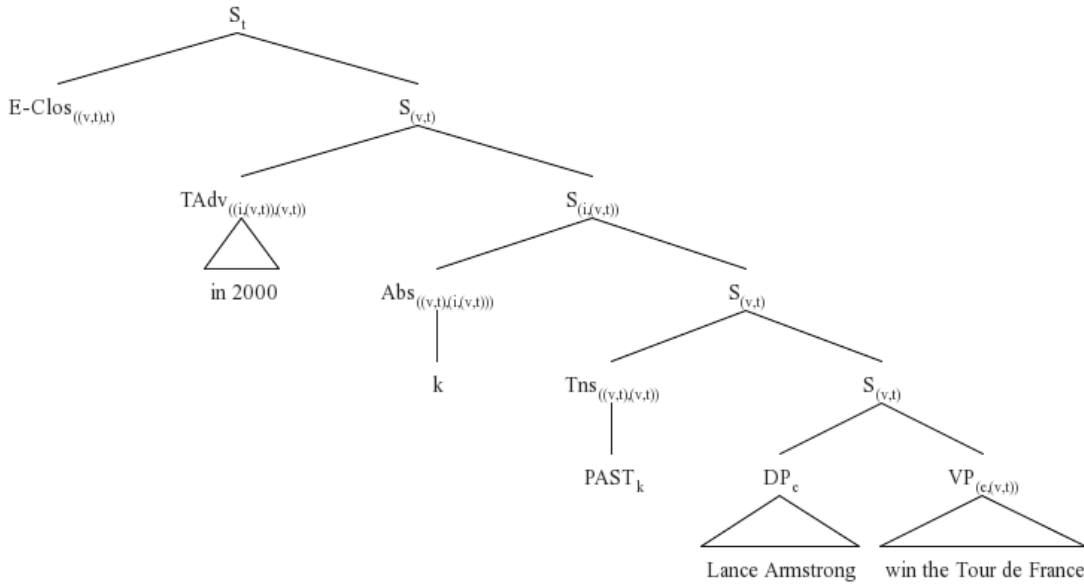 S_t
E-Clos_((v,t),t)
S_(v,t)
TAdv_((i,(v,t)),(v,t))
S_(i,(v,t))
in 2000
Abs_((v,t),(i,(v,t)))
S_(v,t)
k
Tns_((v,t),(v,t))
S_(v,t)
PAST_k
DP_e
VP_(e,(v,t))
Lance Armstrong
win the Tour de France